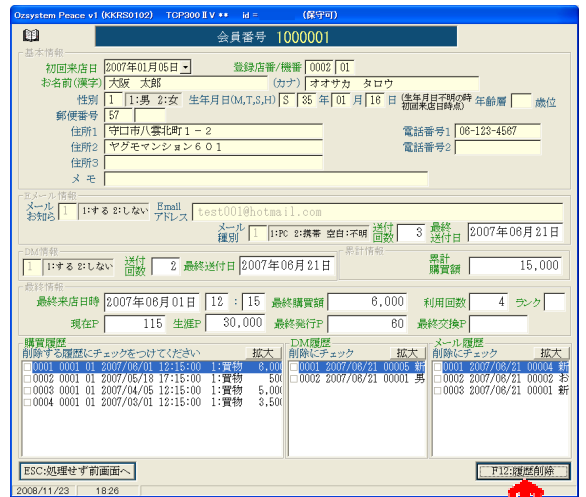 Ozsystem Peace v1 (KKRS0102) TCP300ⅡV ** id = (保守可)
会員番号 1000001
基本情報
初回来店日 2007年01月05日 登録店番/機番 0002 01
お名前(漢字) 大阪 太郎 (カナ) オオサカ タロウ
性別 1 1:男 2:女 生年月日(M,T,S,H) S 35 年 01 月 16 日 (生年月日不明の時 初回来店日時点) 年齢層 歳位
郵便番号 57
住所1 守口市八雲北町1-2 電話番号1 06-123-4567
住所2 ヤグモマンション601 電話番号2
住所3
メモ
Eメール情報
メールお知らせ 1 1:する 2:しない Email アドレス test001@hotmail.com
メール種別 1 1:PC 2:携帯 空白:不明 送付回数 3 最終送付日 2007年06月21日
DM情報 累計情報
1 1:する 2:しない 送付回数 2 最終送付日 2007年06月21日 累計購買額 15,000
最終情報
最終来店日時 2007年06月01日 12 : 15 最終購買額 6,000 利用回数 4 ランク
現在P 115 生涯P 30,000 最終発行P 60 最終交換P
購買履歴 DM履歴 メール履歴
削除する履歴にチェックをつけてください 拡大 削除にチェック 拡大 削除にチェック 拡大
0001 0001 01 2007/06/01 12:15:00 1:買物 6,00 0001 2007/06/21 00005 新 0001 2007/06/21 00004 新
0002 0001 01 2007/05/18 17:15:00 1:買物 50 0002 2007/06/21 00001 男 0002 2007/06/21 00002 お
0003 0001 01 2007/04/05 12:15:00 1:買物 5,00 0003 2007/06/21 00001 新
0004 0001 01 2007/03/01 12:15:00 1:買物 3,50
ESC:処理せず前画面へ F12:履歴削除
2008/11/23 18:26